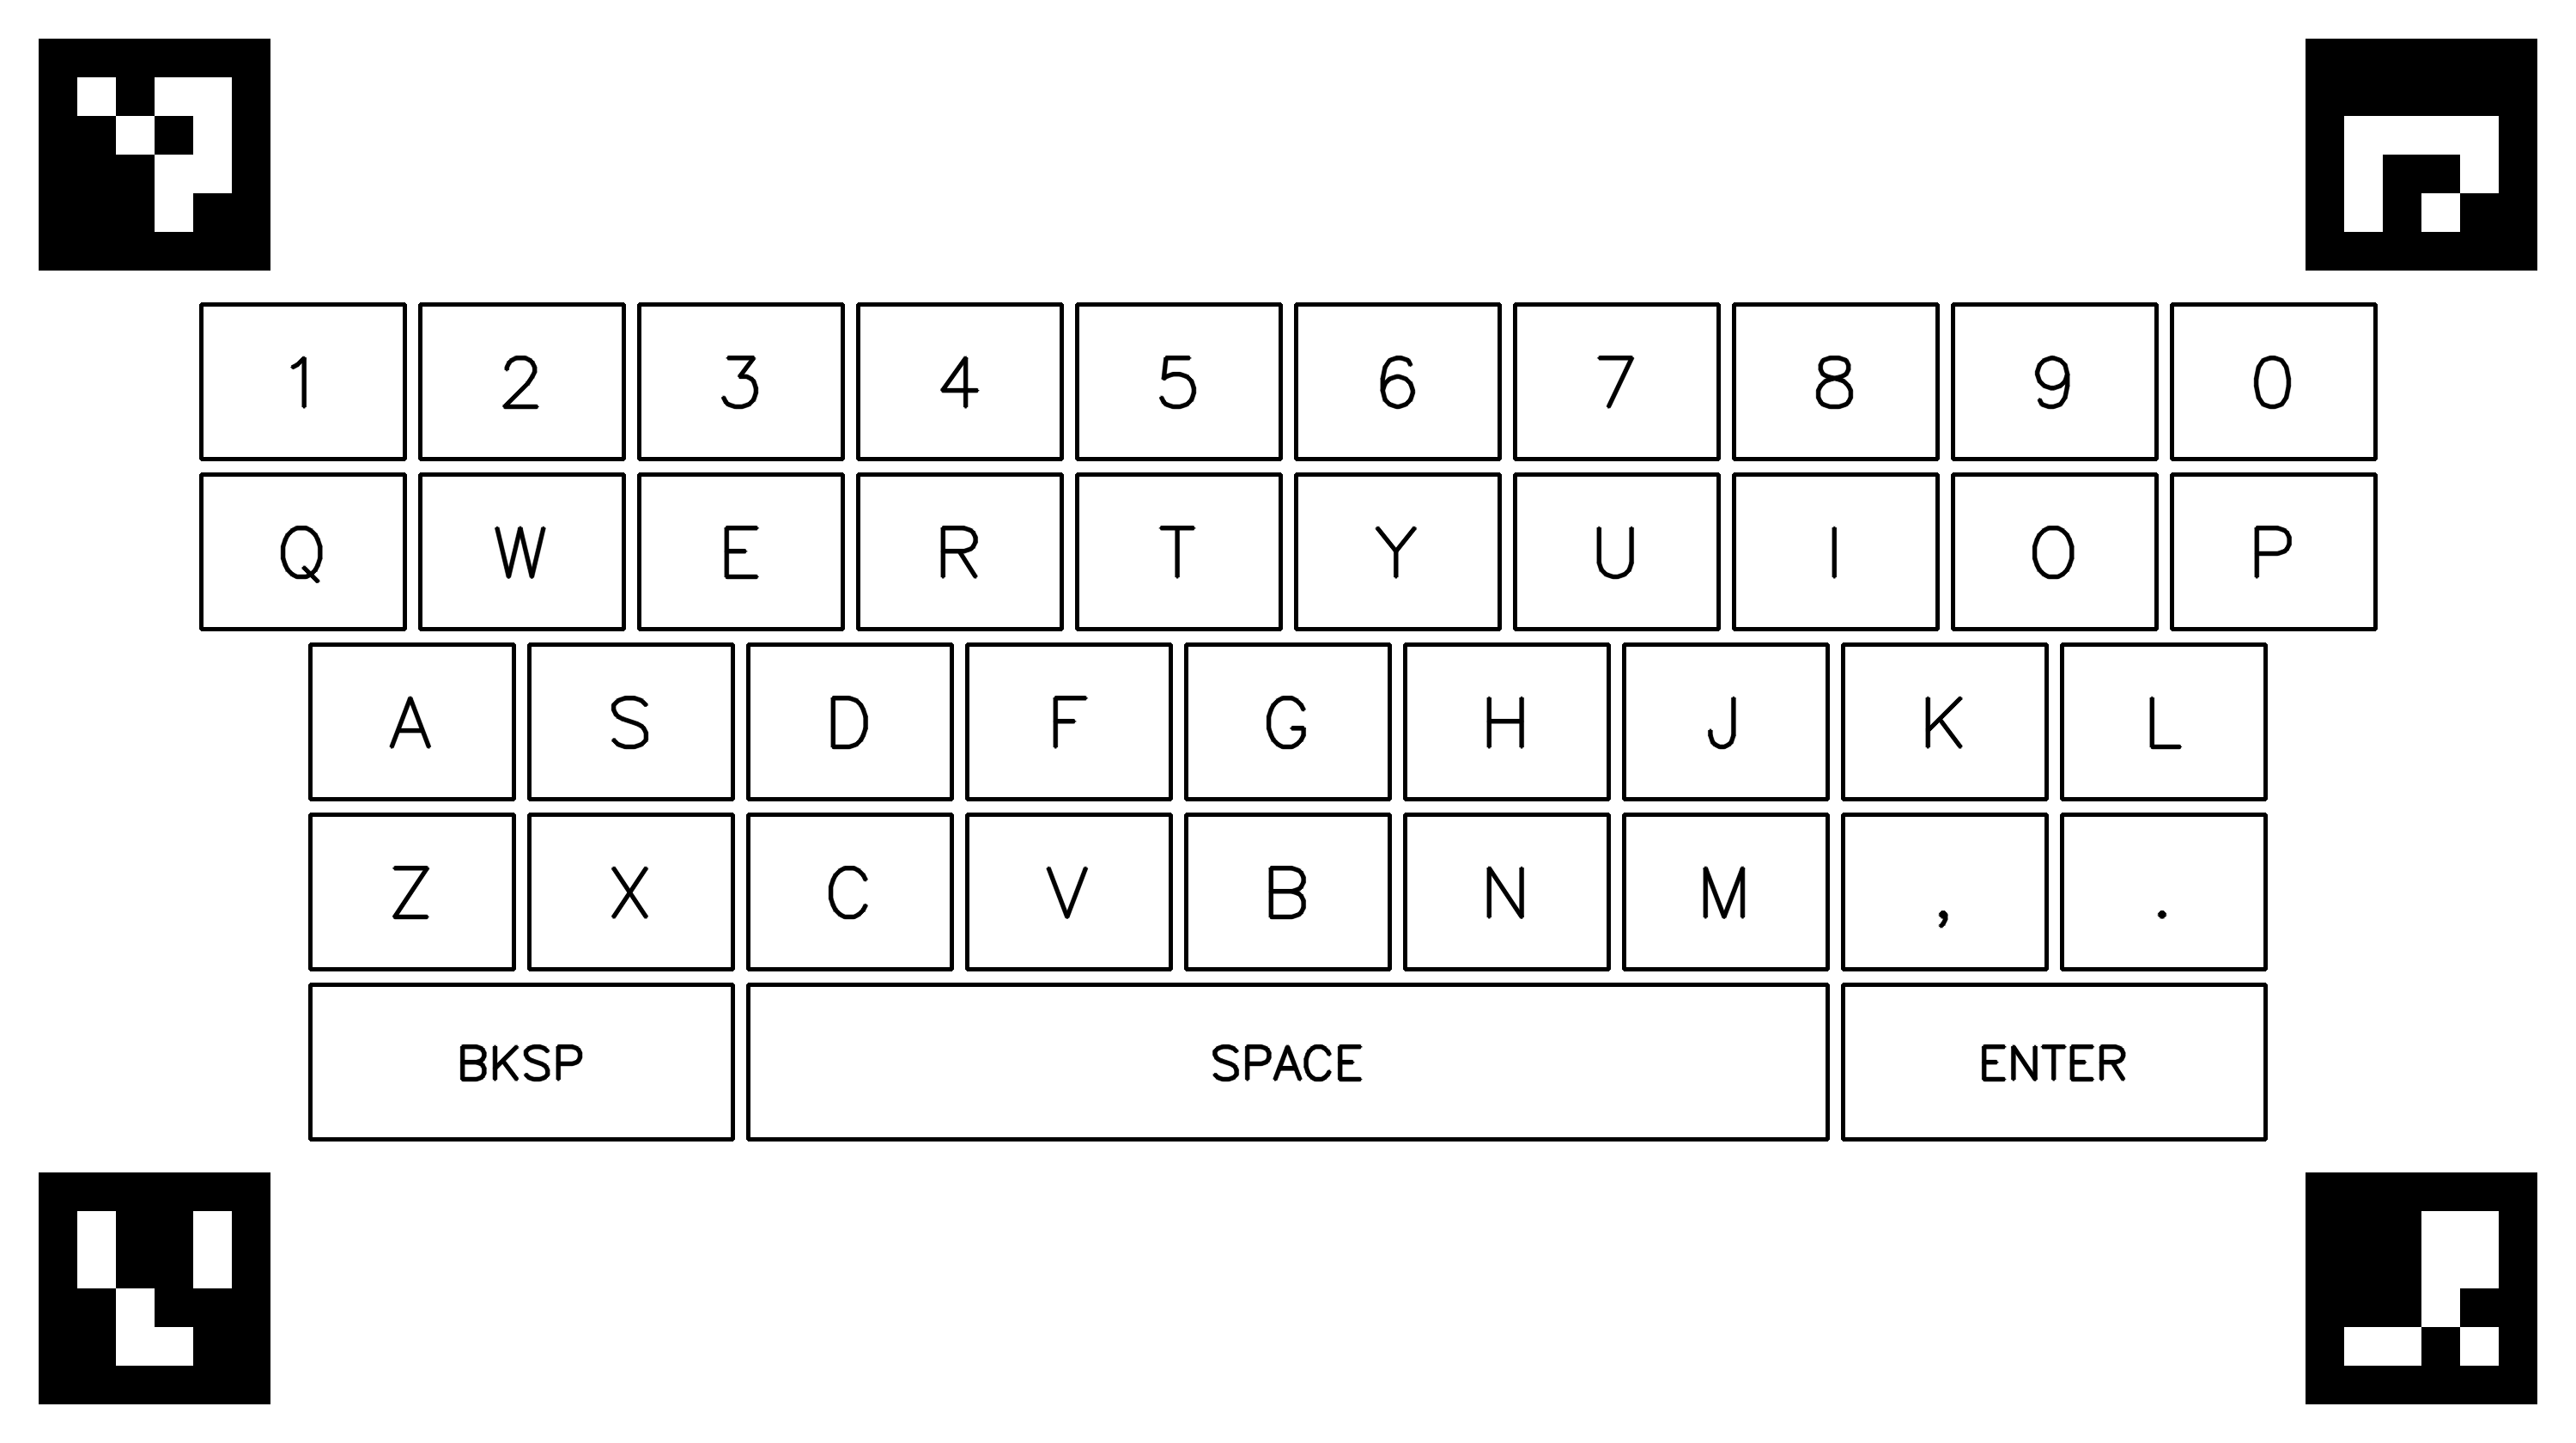 1 2 3 4 5 6 7 8 9 0
Q W E R T Y U I O P
A S D F G H J K L
Z X C V B N M , .
BKSP SPACE ENTER